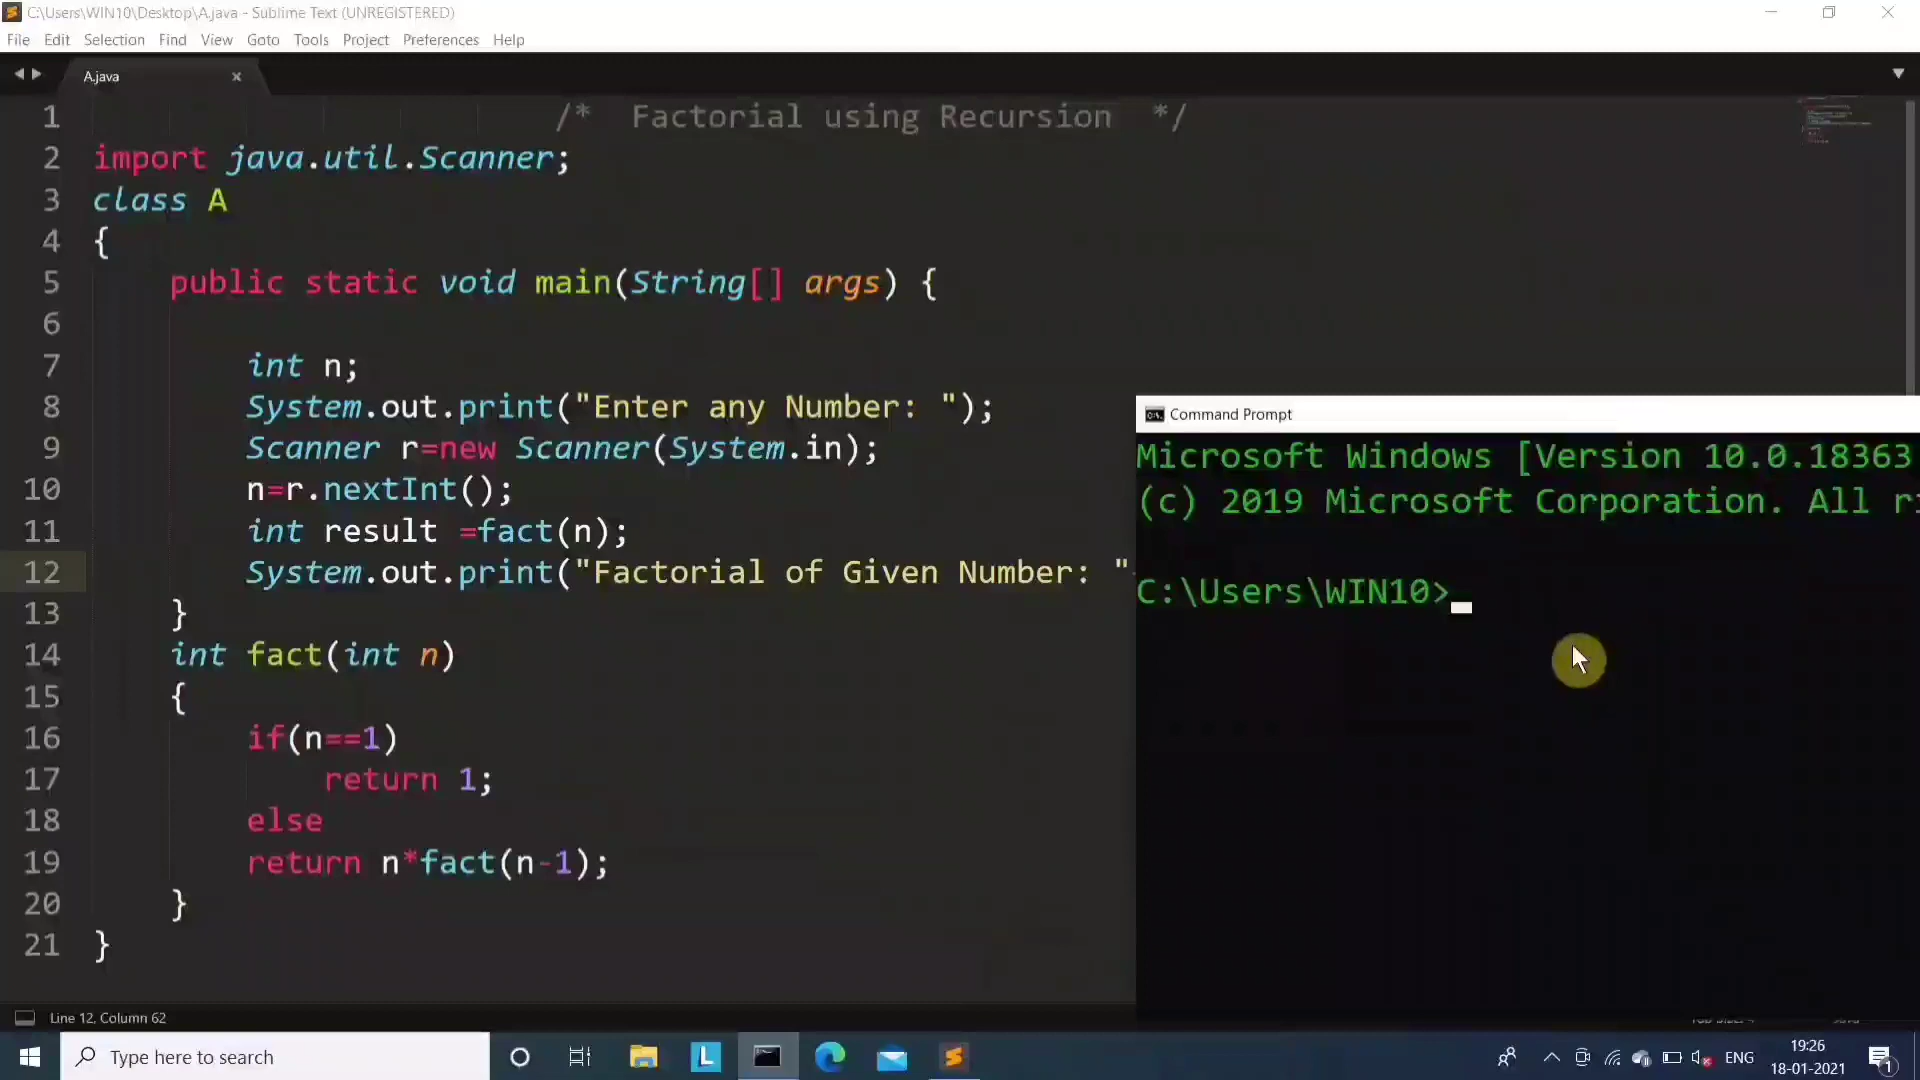 C:\Users\WIN10\Desktop\A.java - Sublime Text (UNREGISTERED)
File Edit Selection Find View Goto Tools Project Preferences Help
A.java
1 /* Factorial using Recursion */
2 import java.util.Scanner;
3 class A
4 {
5 public static void main(String[] args) {
6
7 int n;
8 System.out.print("Enter any Number: ");
9 Scanner r=new Scanner(System.in);
10 n=r.nextInt();
11 int result =fact(n);
12 System.out.print("Factorial of Given Number: "
13 }
14 int fact(int n)
15 {
16 if(n==1)
17 return 1;
18 else
19 return n*fact(n-1);
20 }
21 }
Command Prompt
Microsoft Windows [Version 10.0.18363
(c) 2019 Microsoft Corporation. All ri
C:\Users\WIN10>
Line 12, Column 62
Type here to search
ENG
19:26
18-01-2021
1